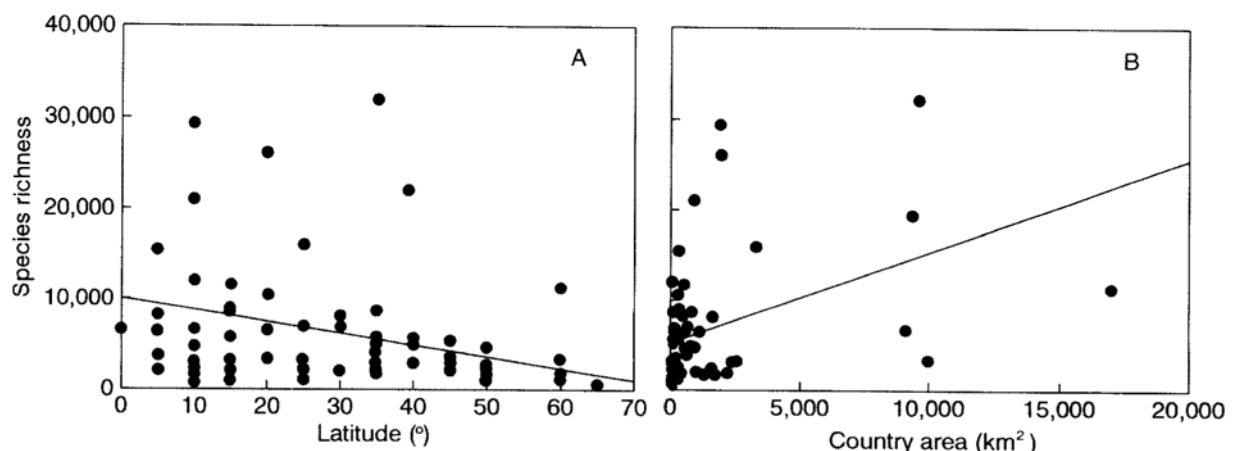 40,000
30,000
20,000
10,000
0
Species richness
A
0 10 20 30 40 50 60 70
Latitude (°)
B
0 5,000 10,000 15,000 20,000
Country area (km²)